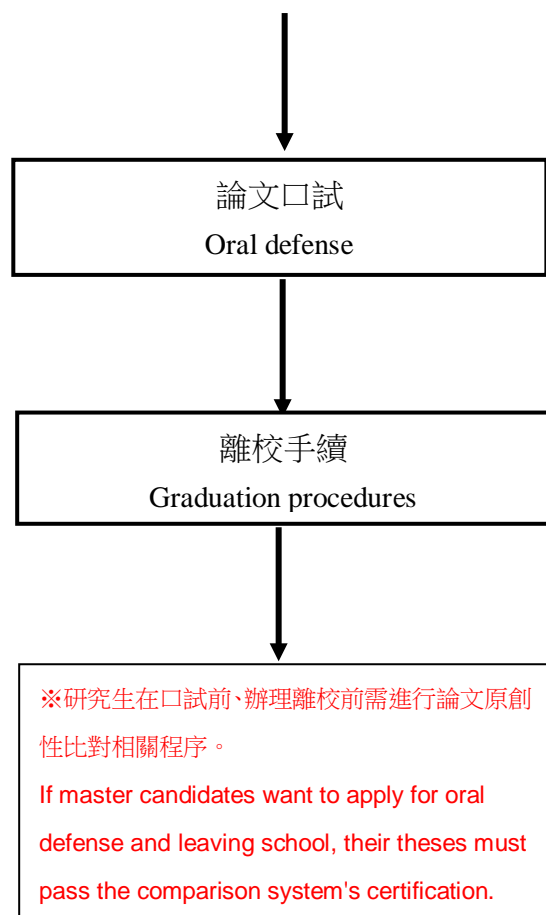 論文口試
Oral defense
離校手續
Graduation procedures
※研究生在口試前、辦理離校前需進行論文原創
性比對相關程序。
If master candidates want to apply for oral
defense and leaving school, their theses must
pass the comparison system's certification.